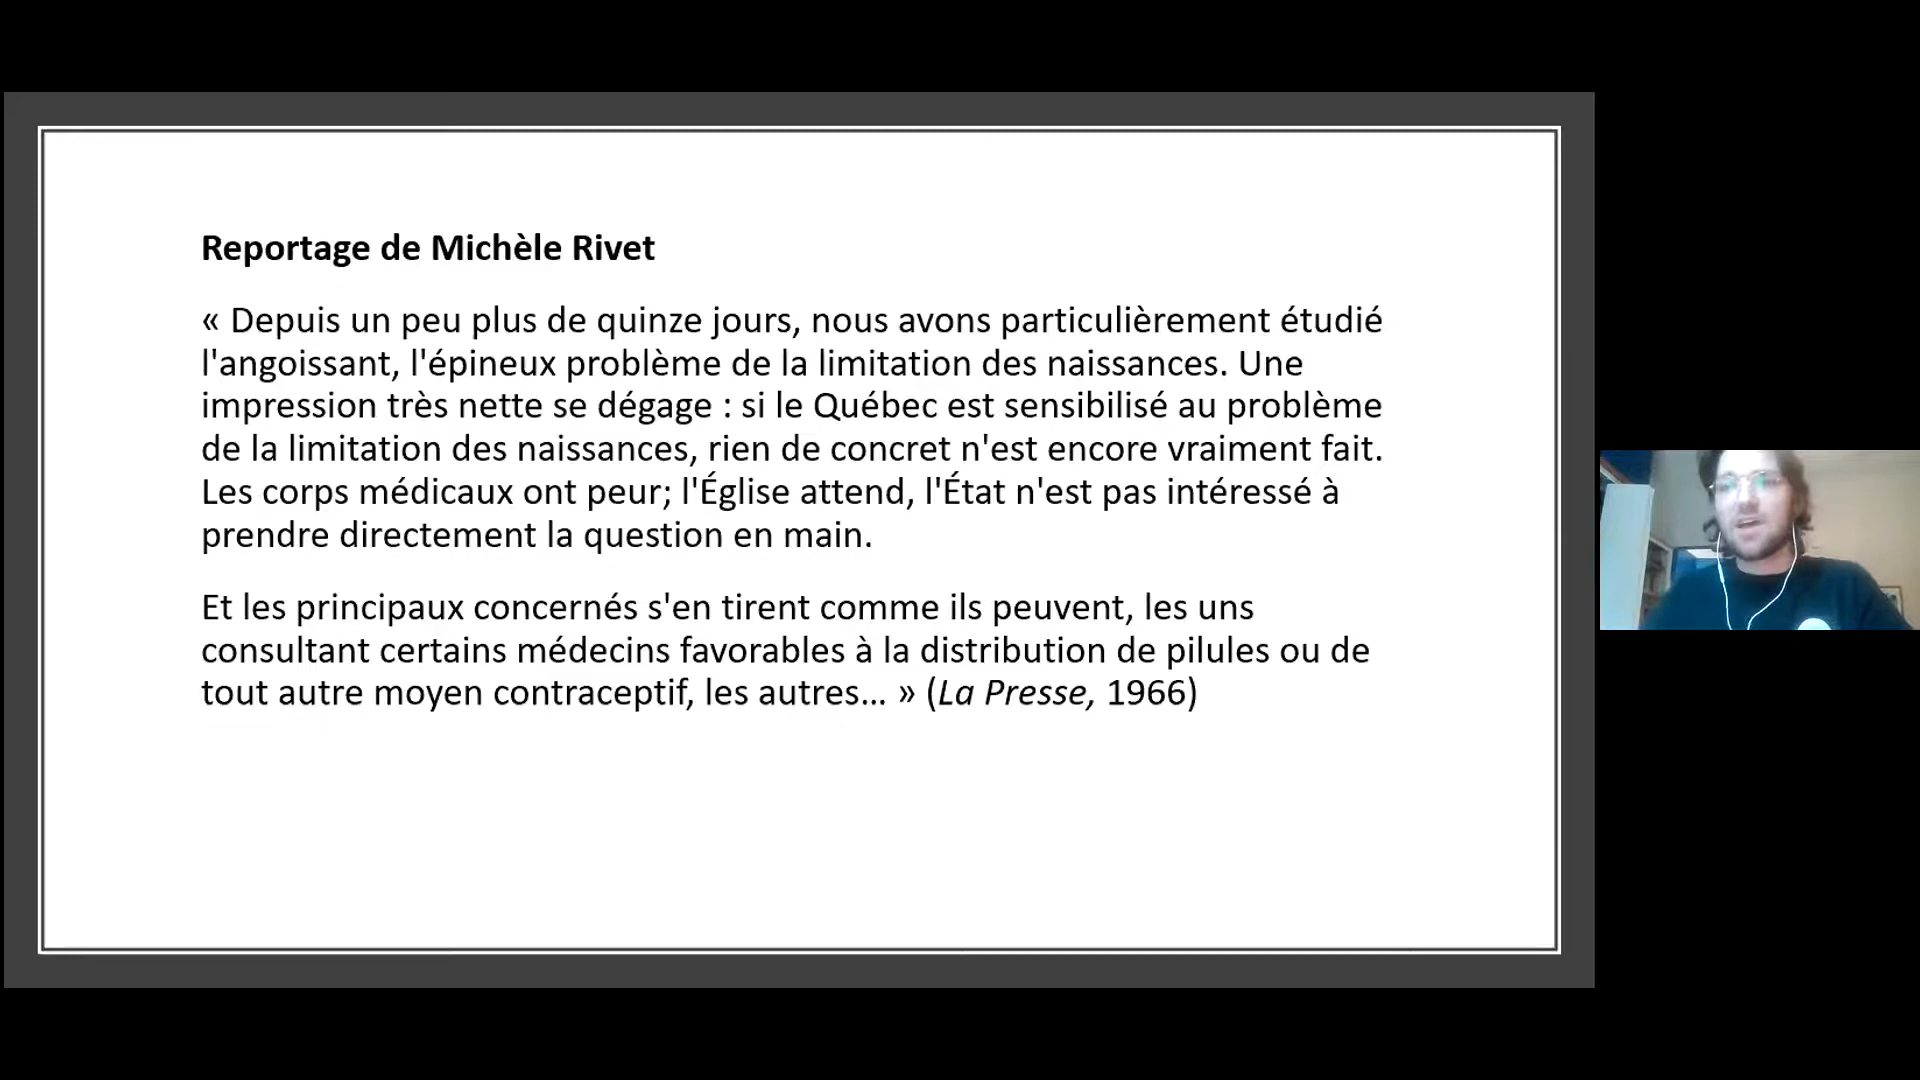 Reportage de Michèle Rivet
« Depuis un peu plus de quinze jours, nous avons particulièrement étudié
l'angoissant, l'épineux problème de la limitation des naissances. Une
impression très nette se dégage : si le Québec est sensibilisé au problème
de la limitation des naissances, rien de concret n'est encore vraiment fait.
Les corps médicaux ont peur; l'Église attend, l'État n'est pas intéressé à
prendre directement la question en main.
Et les principaux concernés s'en tirent comme ils peuvent, les uns
consultant certains médecins favorables à la distribution de pilules ou de
tout autre moyen contraceptif, les autres... » (La Presse, 1966)